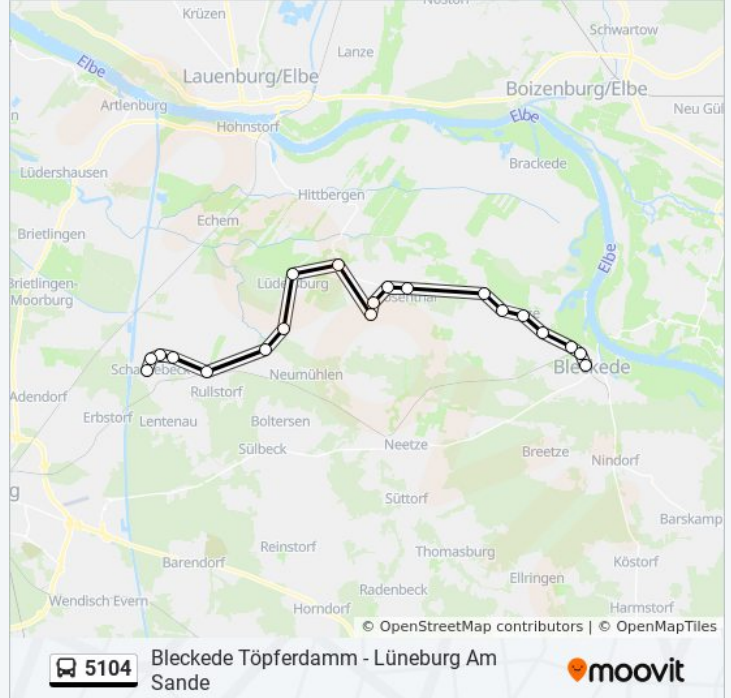 Krüzen
Schwartow
Lanze
Elbe
Lauenburg/Elbe
Boizenburg/Elbe
Artlenburg
Elbe
Neu Gül
Hohnstorf
Brackede
Lüdershausen
Hittbergen
Echem
Brietlingen
Elbe
Brietlingen-
Moorburg
Bleckede
Neumühlen
Rullstorf
Adendorf
Erbstorf
Lentenau
Boltersen
Sülbeck
Neetze
Breetze
Nindorf
g
Süttorf
Barskamp
Reinstorf
Thomasburg
Barendorf
Köstorf
Ellringen
Radenbeck
Wendisch Evern
Horndorf
Harmstorf
© OpenStreetMap contributors | © OpenMapTiles
5104
Bleckede Töpferdamm - Lüneburg Am
Sande
moovit